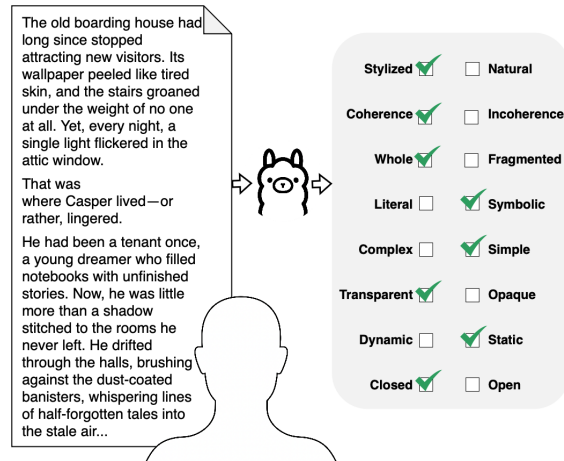 The old boarding house had
long since stopped
attracting new visitors. Its
wallpaper peeled like tired
skin, and the stairs groaned
under the weight of no one
at all. Yet, every night, a
single light flickered in the
attic window.
That was
where Casper lived—or
rather, lingered.
He had been a tenant once,
a young dreamer who filled
notebooks with unfinished
stories. Now, he was little
more than a shadow
stitched to the rooms he
never left. He drifted
through the halls, brushing
against the dust-coated
banisters, whispering lines
of half-forgotten tales into
the stale air...
Stylized Natural
Coherence Incoherence
Whole Fragmented
Literal Symbolic
Complex Simple
Transparent Opaque
Dynamic Static
Closed Open